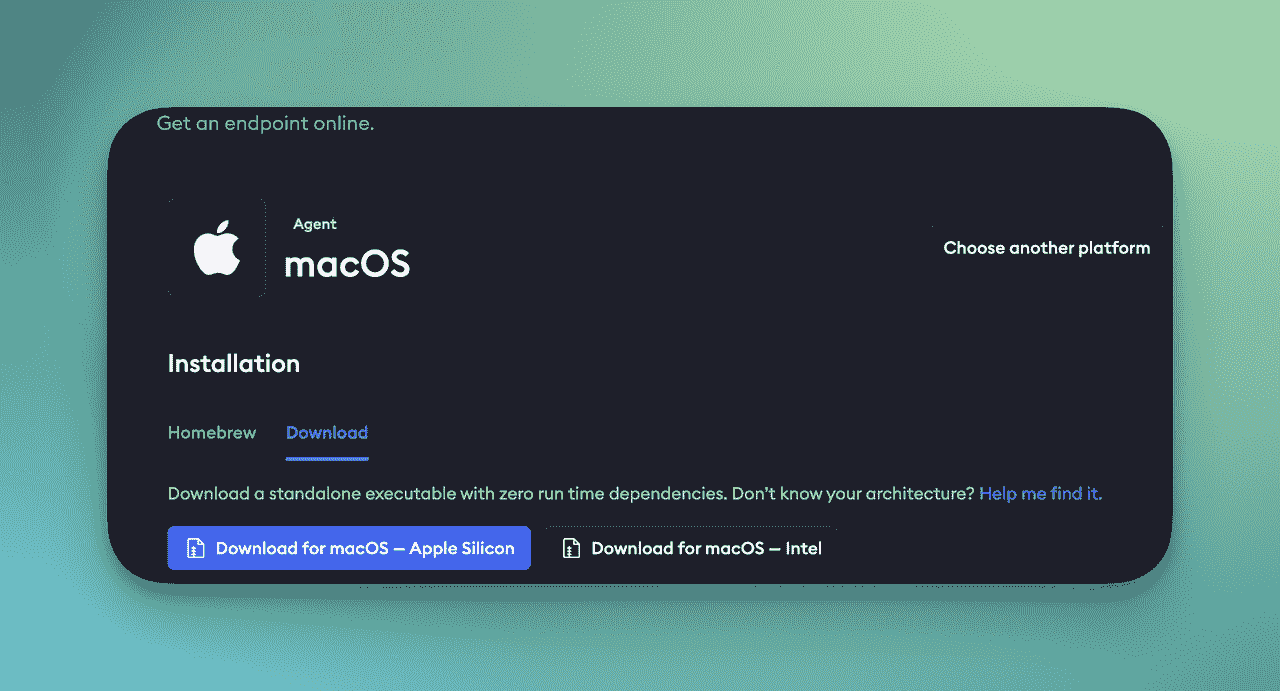 Get an endpoint online.
Agent
macOS
Choose another platform
Installation
Homebrew Download
Download a standalone executable with zero run time dependencies. Don't know your architecture? Help me find it.
Download for macOS — Apple Silicon Download for macOS — Intel